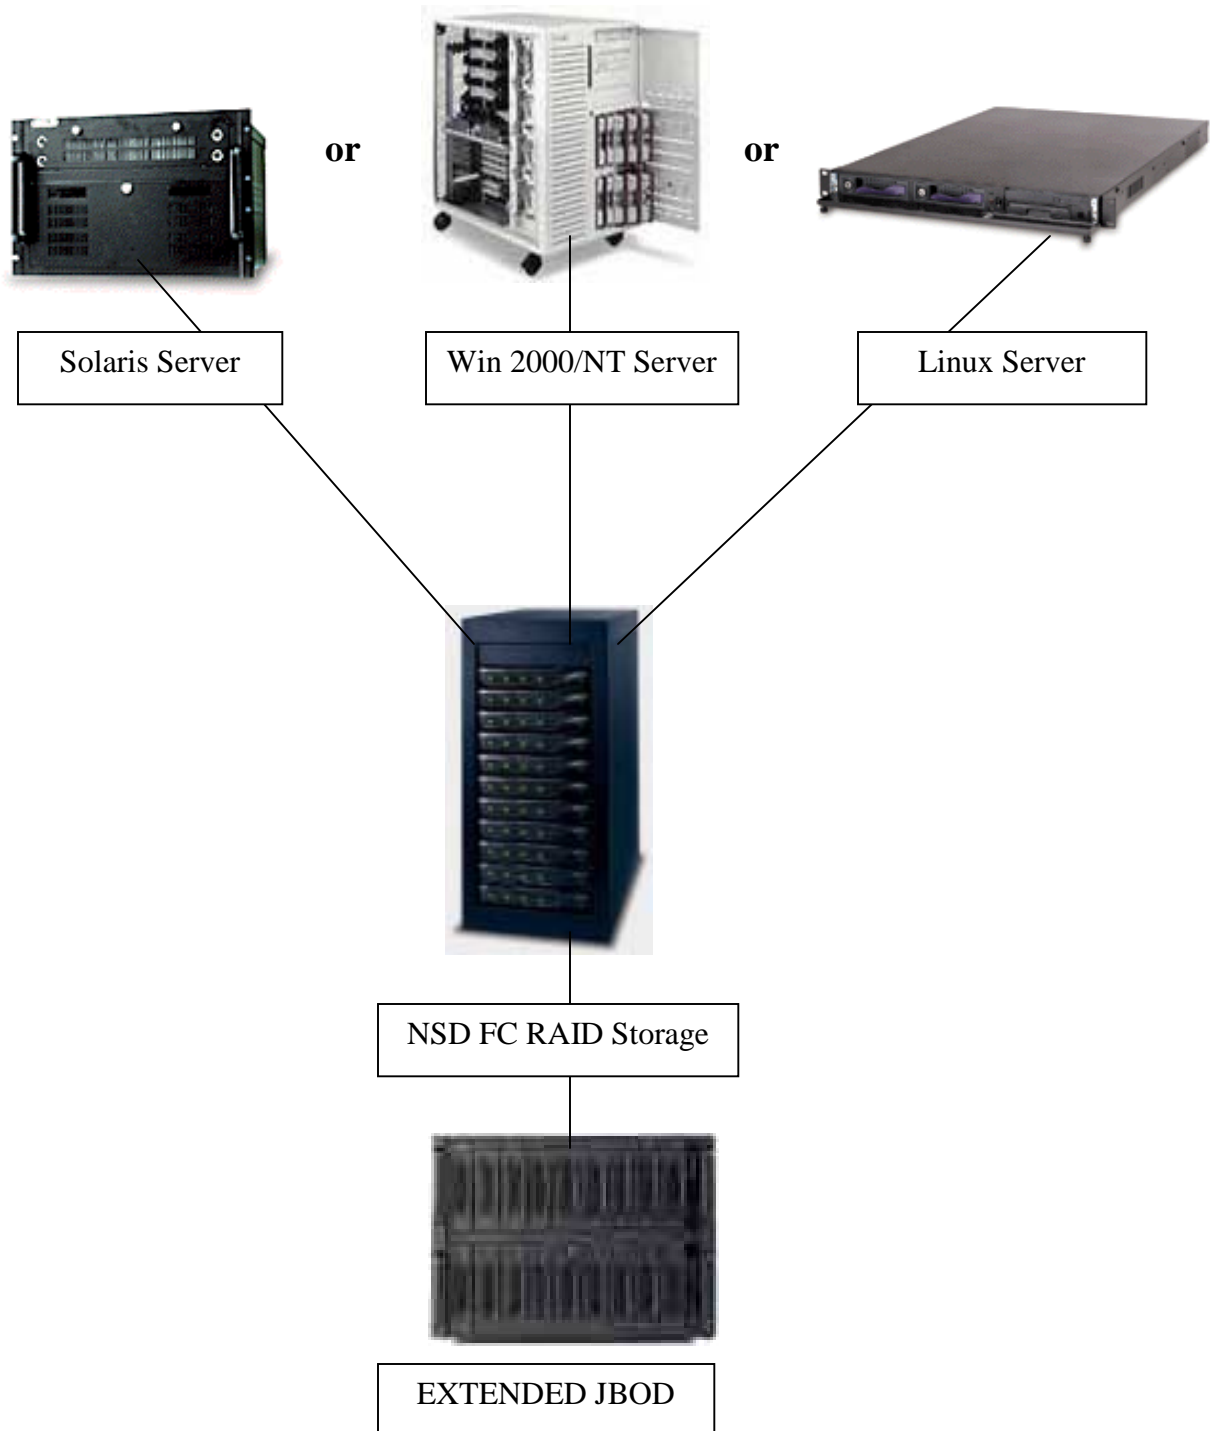 or
or
Solaris Server
Win 2000/NT Server
Linux Server
NSD FC RAID Storage
EXTENDED JBOD